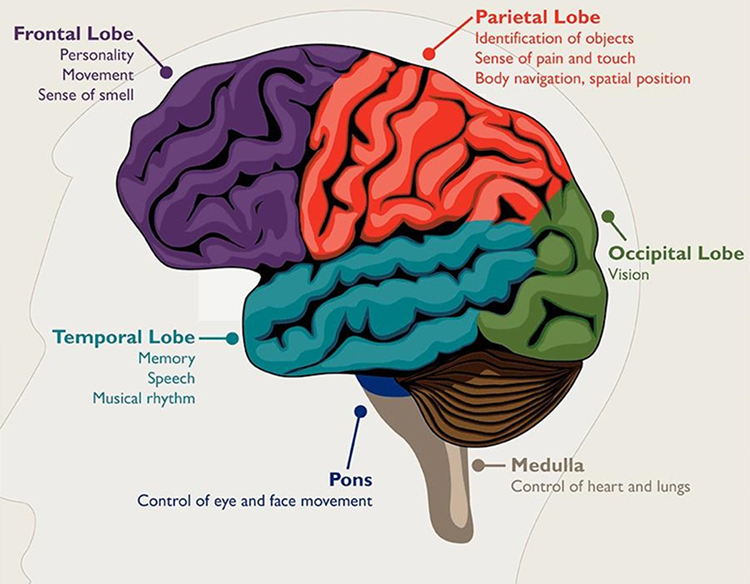 Frontal Lobe
Personality
Movement
Sense of smell
Parietal Lobe
Identification of objects
Sense of pain and touch
Body navigation, spatial position
Occipital Lobe
Vision
Temporal Lobe
Memory
Speech
Musical rhythm
Pons
Control of eye and face movement
Medulla
Control of heart and lungs